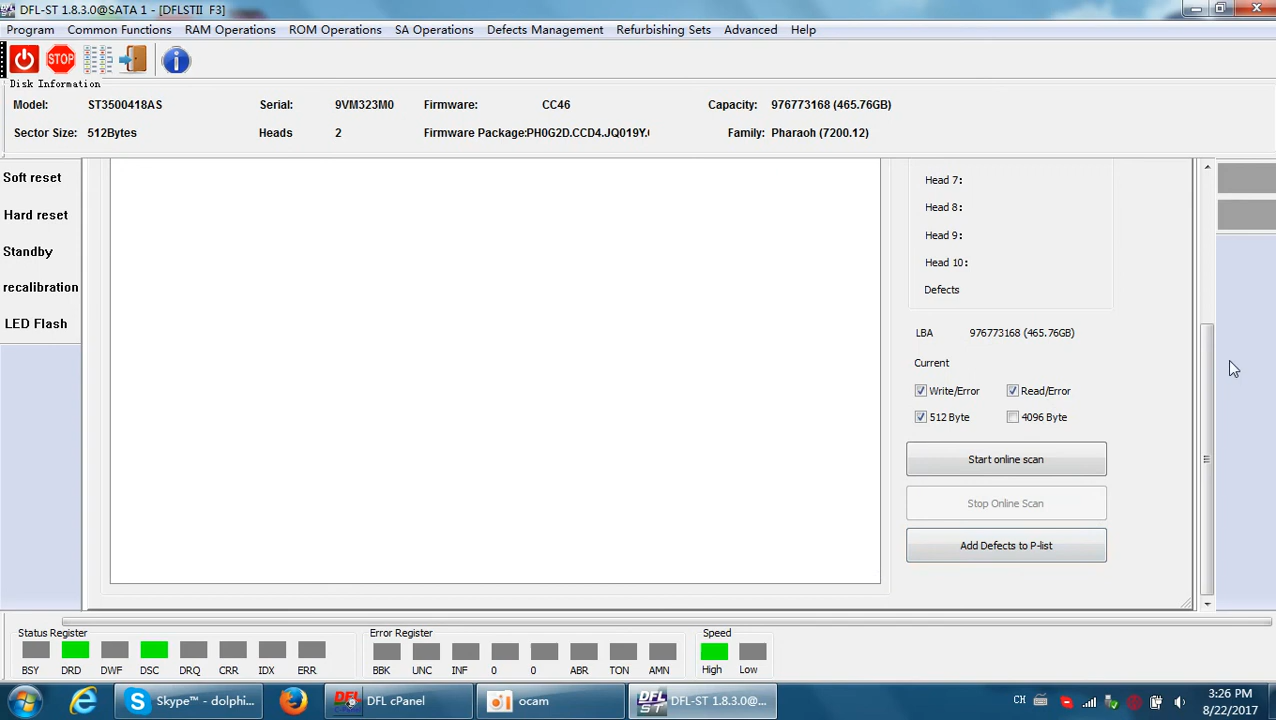 DFL-ST 1.8.3.0@SATA 1 - [DFLSTII F3]
Program Common Functions RAM Operations ROM Operations SA Operations Defects Management Refurbishing Sets Advanced Help
STOP
Disk Information
Model: ST3500418AS Serial: 9VM323M0 Firmware: CC46 Capacity: 976773168 (465.76GB)
Sector Size: 512Bytes Heads 2 Firmware Package:PH0G2D.CCD4.JQ019Y. Family: Pharaoh (7200.12)
Soft reset
Hard reset
Standby
recalibration
LED Flash
Head 7:
Head 8:
Head 9:
Head 10:
Defects
LBA 976773168 (465.76GB)
Current
Write/Error Read/Error
512 Byte 4096 Byte
Start online scan
Stop Online Scan
Add Defects to P-list
Status Register Error Register Speed
BSY DRD DWF DSC DRQ CRR IDX ERR BBK UNC INF 0 0 ABR TON AMN High Low
Skype™ - dolphi... DFL cPanel ocam DFL-ST 1.8.3.0@... CH 3:26 PM
8/22/2017